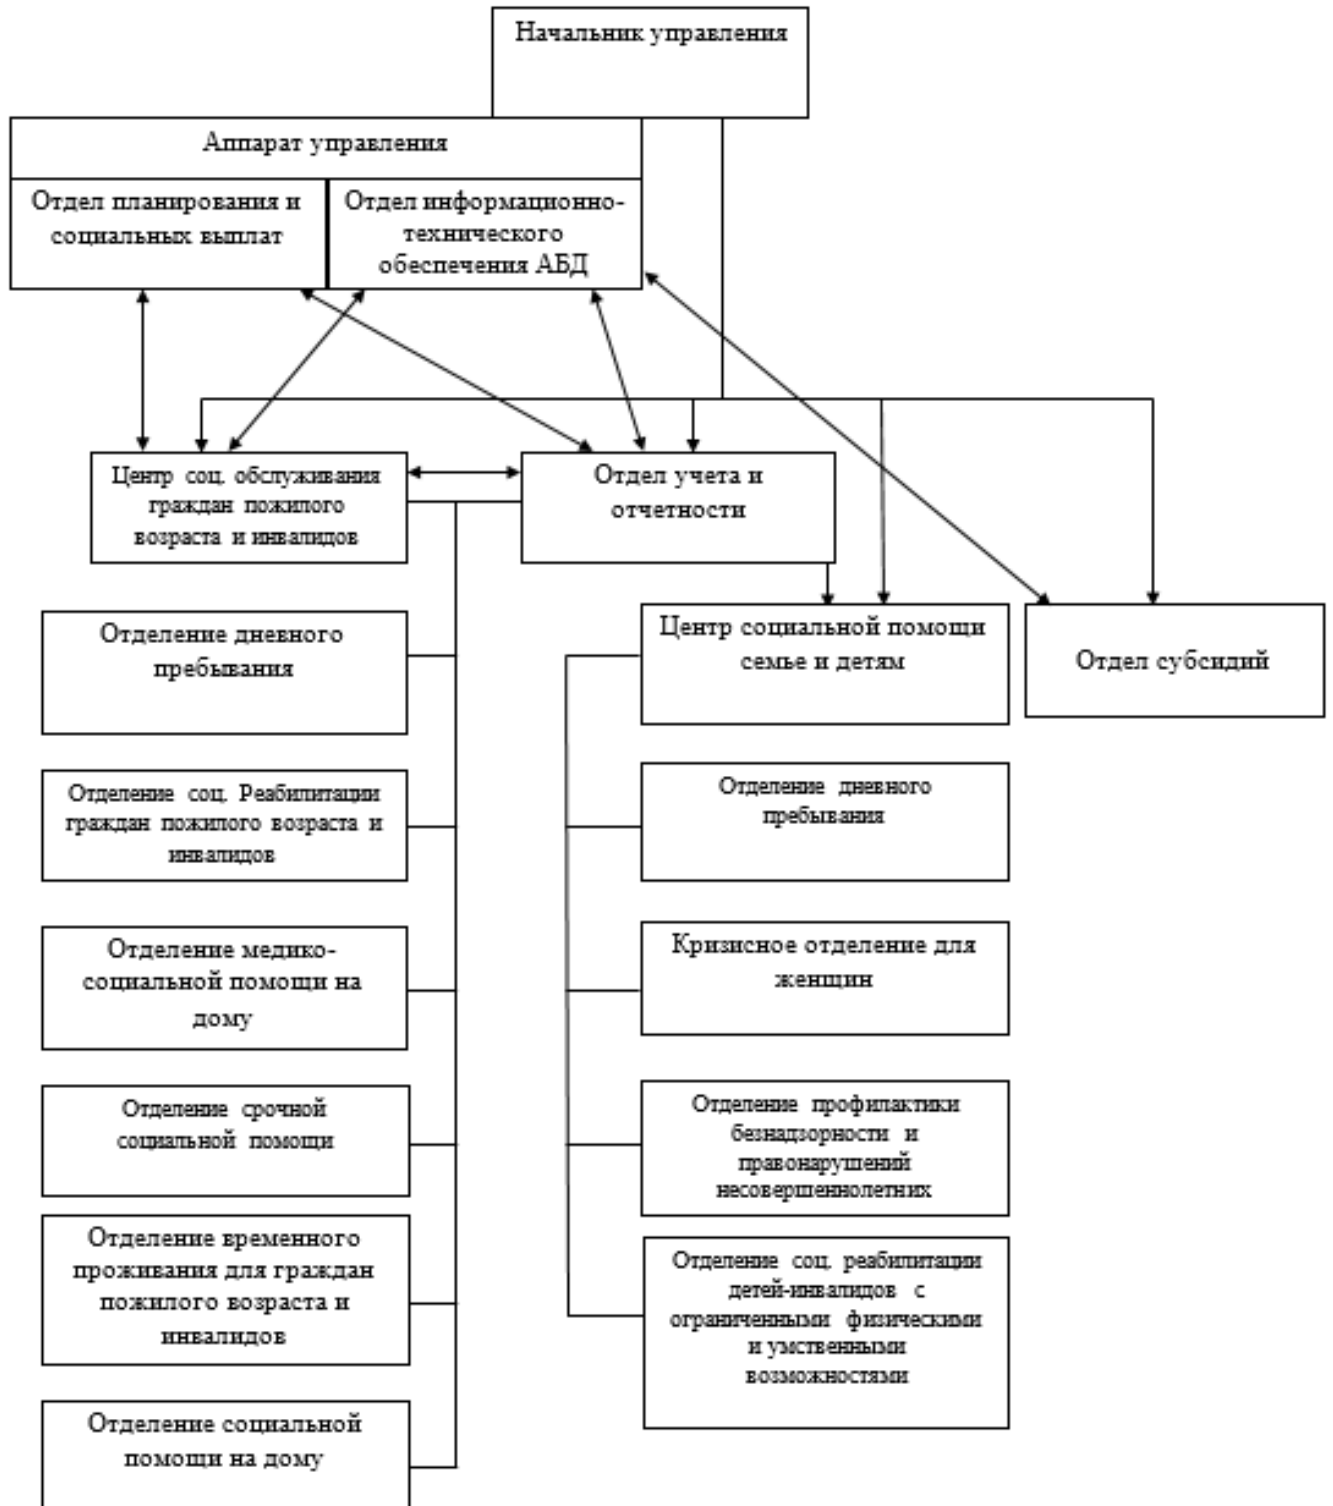 Начальник управления
Аппарат управления
Отдел планирования и
социальных выплат
Отдел информационно-
технического
обеспечения АБД
Центр соц. обслуживания
граждан пожилого
возраста и инвалидов
Отдел учета и
отчетности
Отделение дневного
пребывания
Отделение соц. Реабилитации
граждан пожилого возраста и
инвалидов
Отделение медико-
социальной помощи на
дому
Отделение срочной
социальной помощи
Отделение временного
проживания для граждан
пожилого возраста и
инвалидов
Отделение социальной
помощи на дому
Центр социальной помощи
семье и детям
Отделение дневного
пребывания
Кризисное отделение для
женщин
Отделение профилактики
безнадзорности и
правонарушений
несовершеннолетних
Отделение соц. реабилитации
детей-инвалидов с
ограниченными физическими
и умственными
возможностями
Отдел субсидий